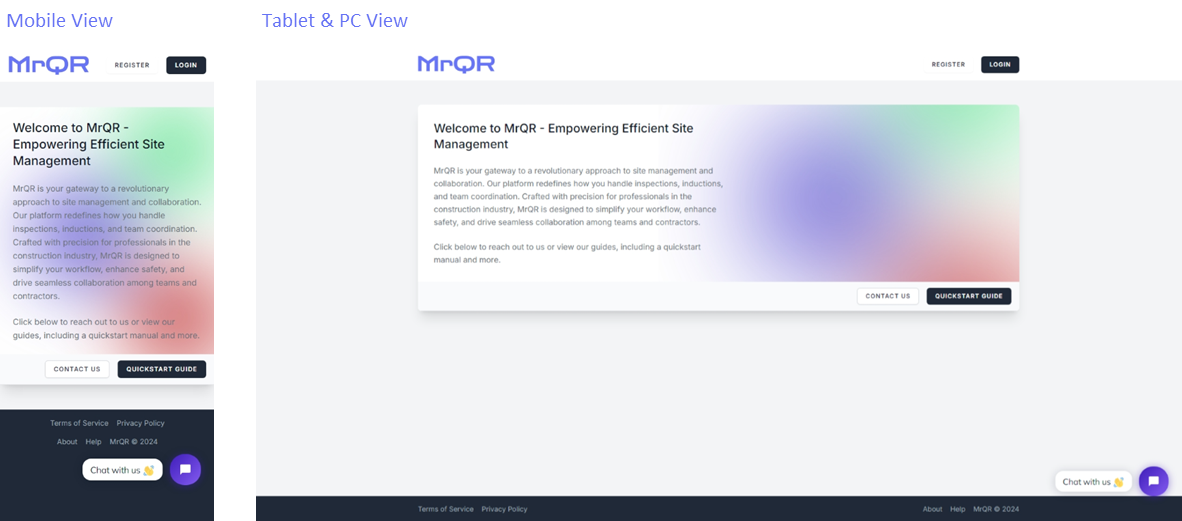 Mobile View
MrQR
REGISTER
LOGIN
Welcome to MrQR -
Empowering Efficient Site
Management
MrQR is your gateway to a revolutionary
approach to site management and collaboration.
Our platform redefines how you handle
inspections, inductions, and team coordination.
Crafted with precision for professionals in the
construction industry, MrQR is designed to
simplify your workflow, enhance safety, and
drive seamless collaboration among teams and
contractors.
Click below to reach out to us or view our
guides, including a quickstart manual and more.
CONTACT US
QUICKSTART GUIDE
Terms of Service Privacy Policy
About Help MrQR © 2024
Chat with us 👋
Tablet & PC View
MrQR
REGISTER
LOGIN
Welcome to MrQR - Empowering Efficient Site
Management
MrQR is your gateway to a revolutionary approach to site management and
collaboration. Our platform redefines how you handle inspections, inductions,
and team coordination. Crafted with precision for professionals in the
construction industry, MrQR is designed to simplify your workflow, enhance
safety, and drive seamless collaboration among teams and contractors.
Click below to reach out to us or view our guides, including a quickstart
manual and more.
CONTACT US
QUICKSTART GUIDE
Chat with us 👋
Terms of Service Privacy Policy
About Help MrQR © 2024